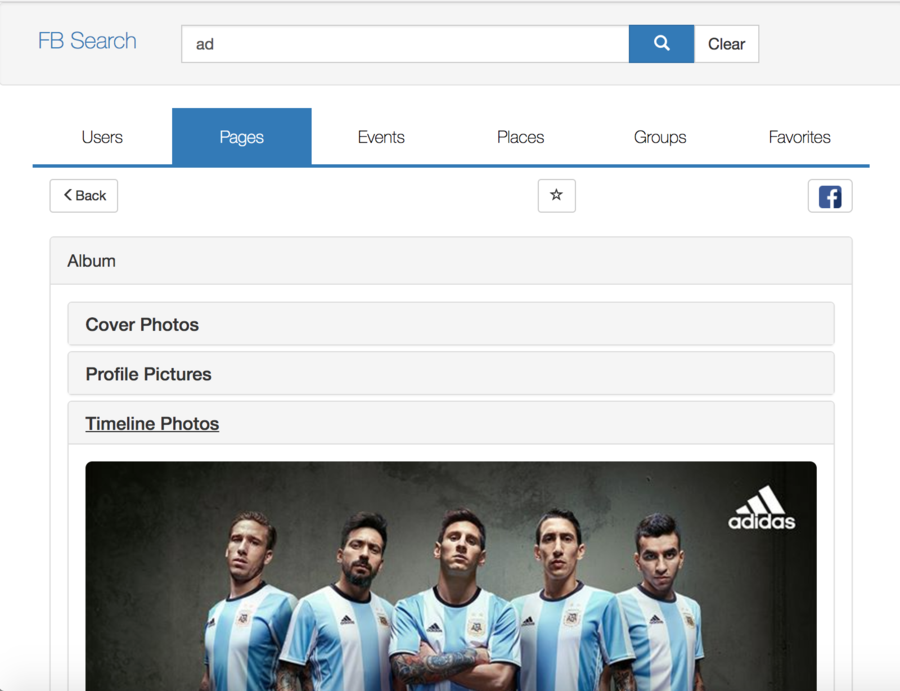 FB Search
ad
Clear
Users
Pages
Events
Places
Groups
Favorites
Back
Album
Cover Photos
Profile Pictures
Timeline Photos
adidas